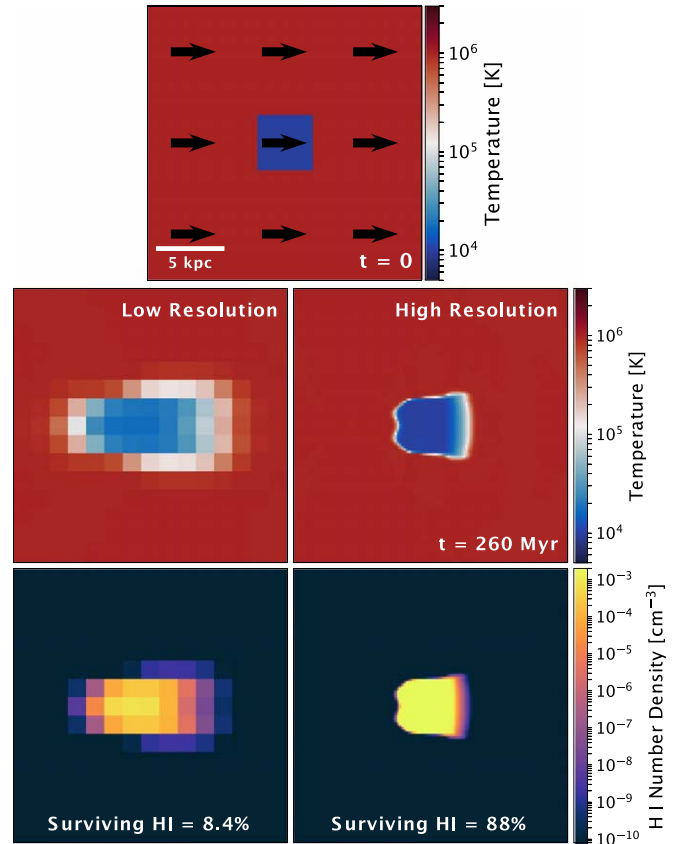 10⁶
10⁵
10⁴
Temperature [K]
5 kpc
t = 0
Low Resolution
High Resolution
t = 260 Myr
10⁶
10⁵
10⁴
Temperature [K]
Surviving HI = 8.4%
Surviving HI = 88%
10⁻³
10⁻⁴
10⁻⁵
10⁻⁶
10⁻⁷
10⁻⁸
10⁻⁹
10⁻¹⁰
H I Number Density [cm⁻³]